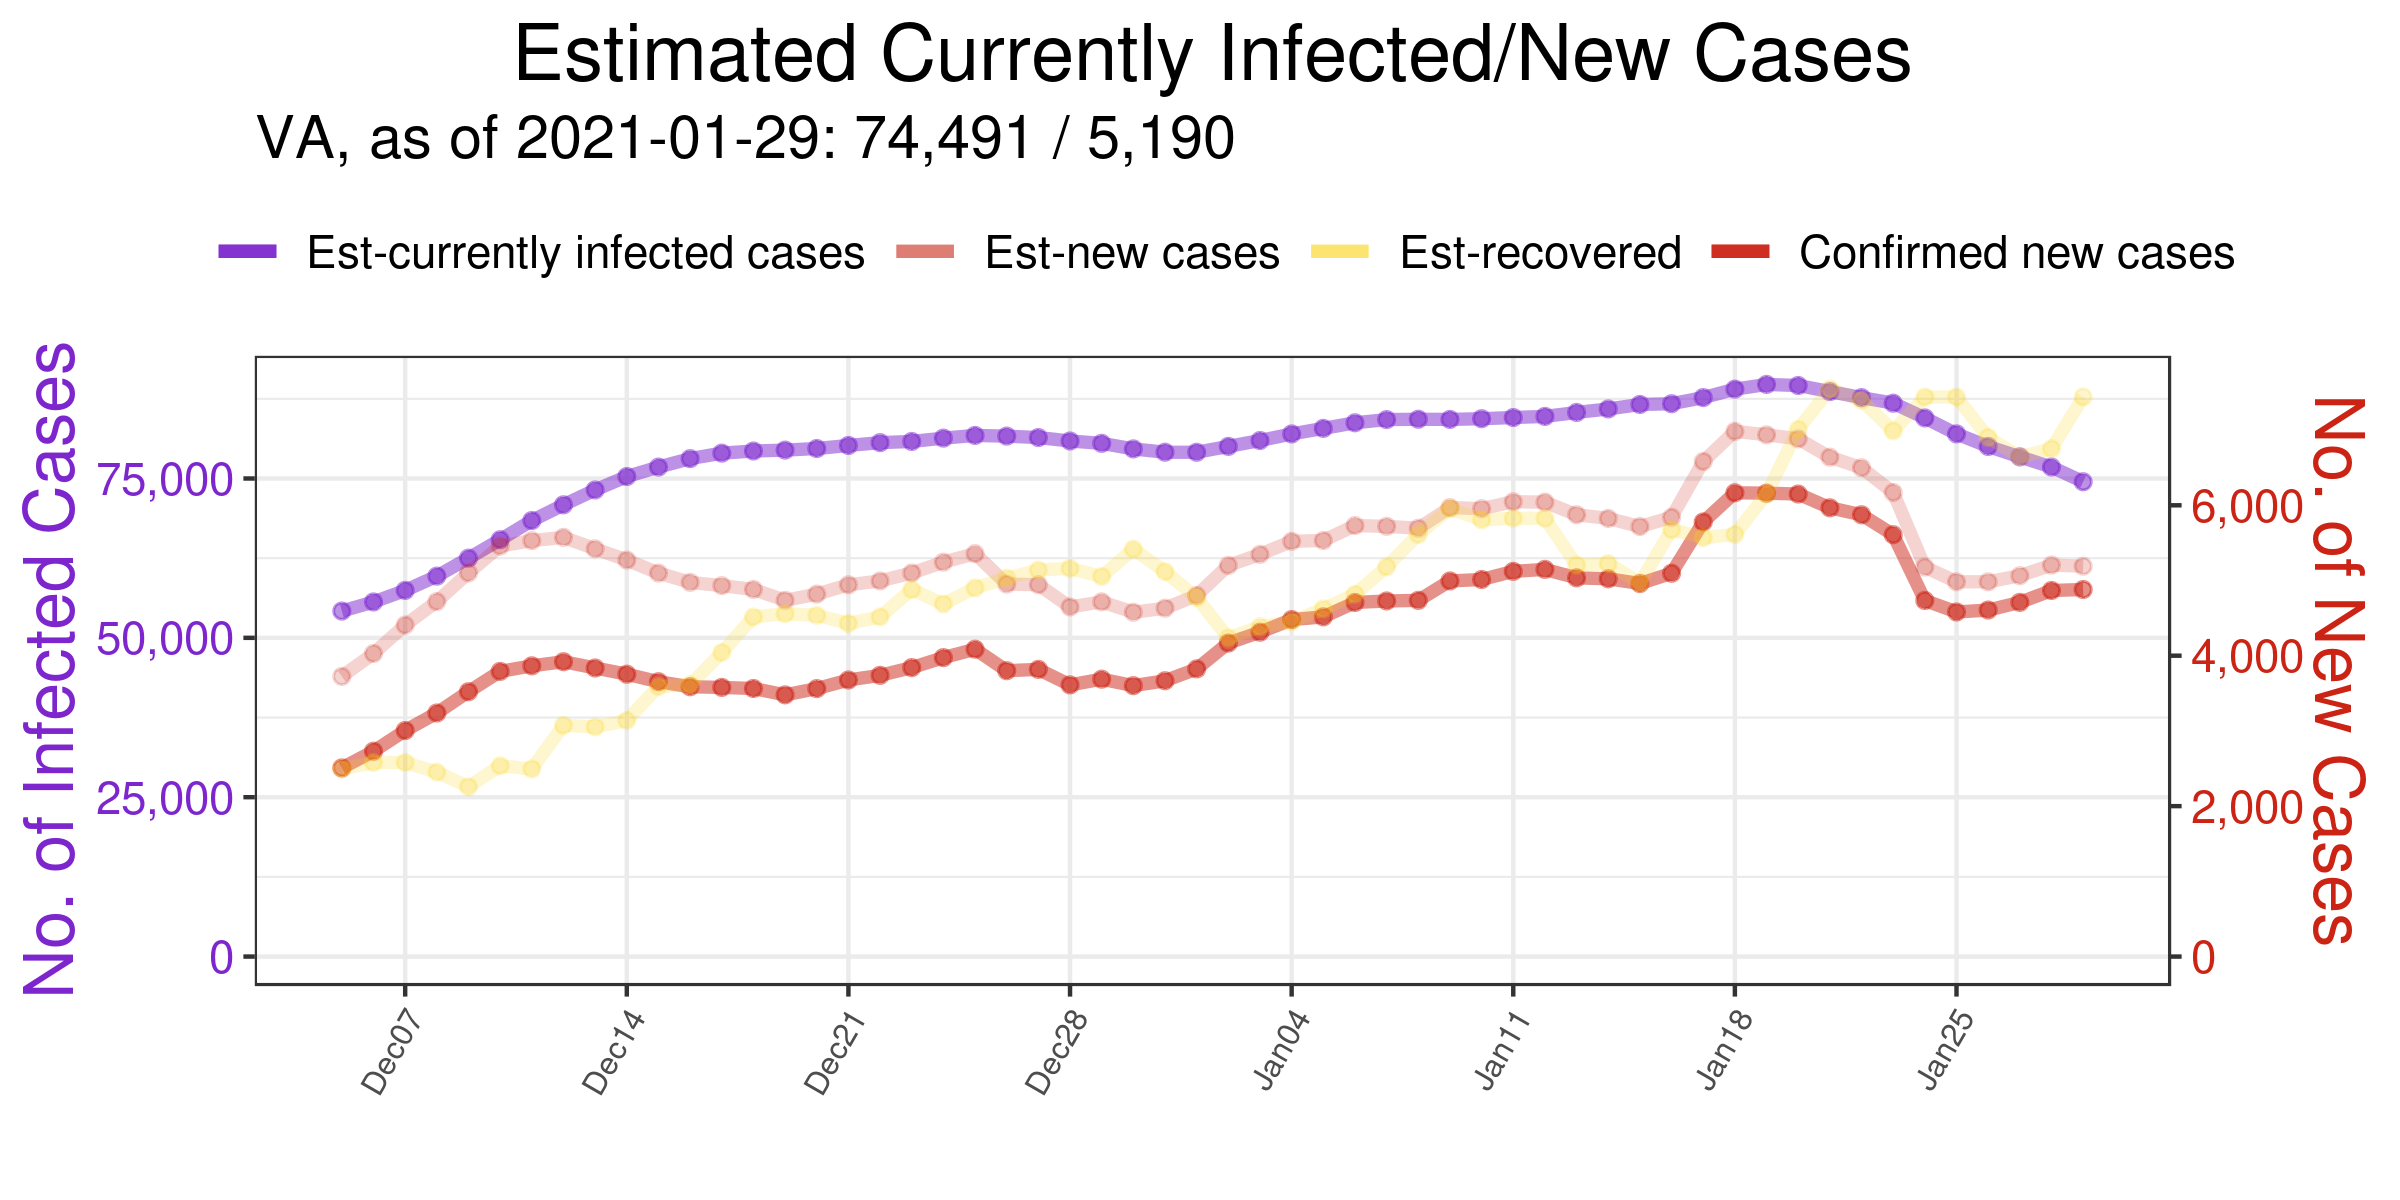 Estimated Currently Infected/New Cases
VA, as of 2021-01-29: 74,491 / 5,190
Est-currently infected cases Est-new cases Est-recovered Confirmed new cases
No. of Infected Cases
75,000
50,000
25,000
0
6,000
4,000
2,000
0
No. of New Cases
Dec07 Dec14 Dec21 Dec28 Jan04 Jan11 Jan18 Jan25